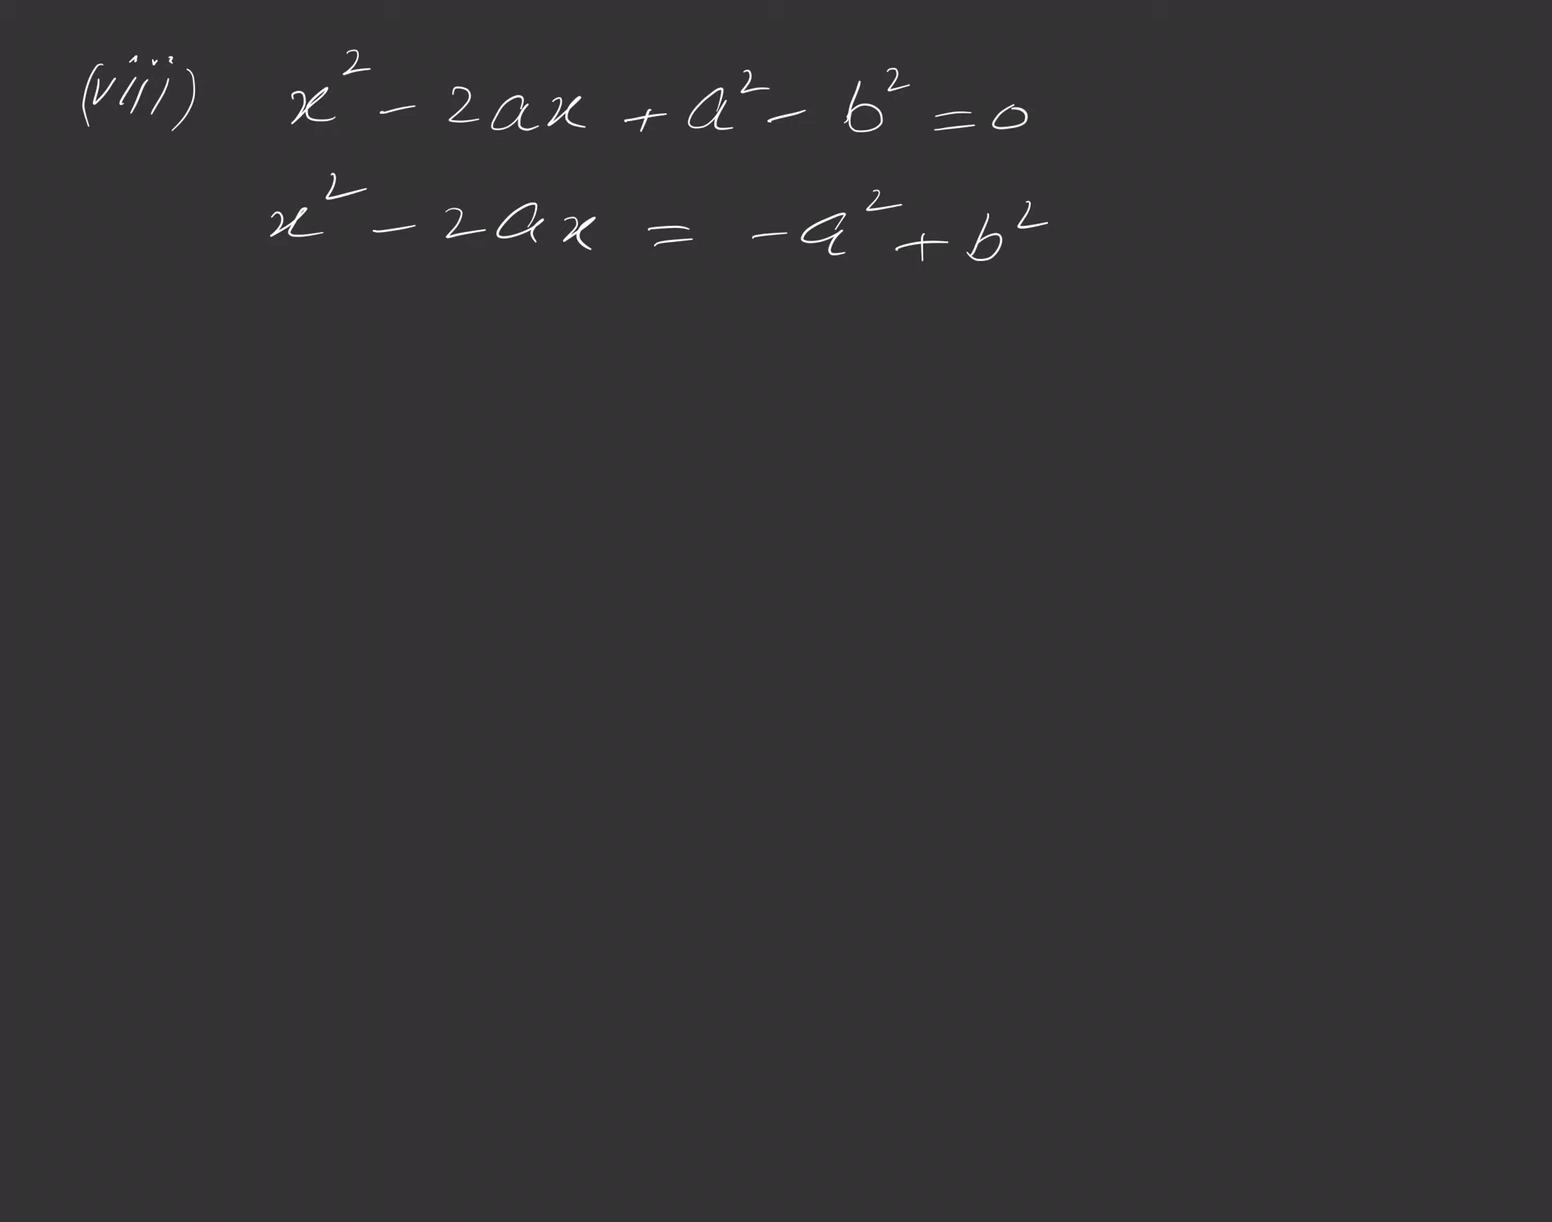 (viii) x² - 2ax + a² - b² = 0
x² - 2ax = -a² + b²